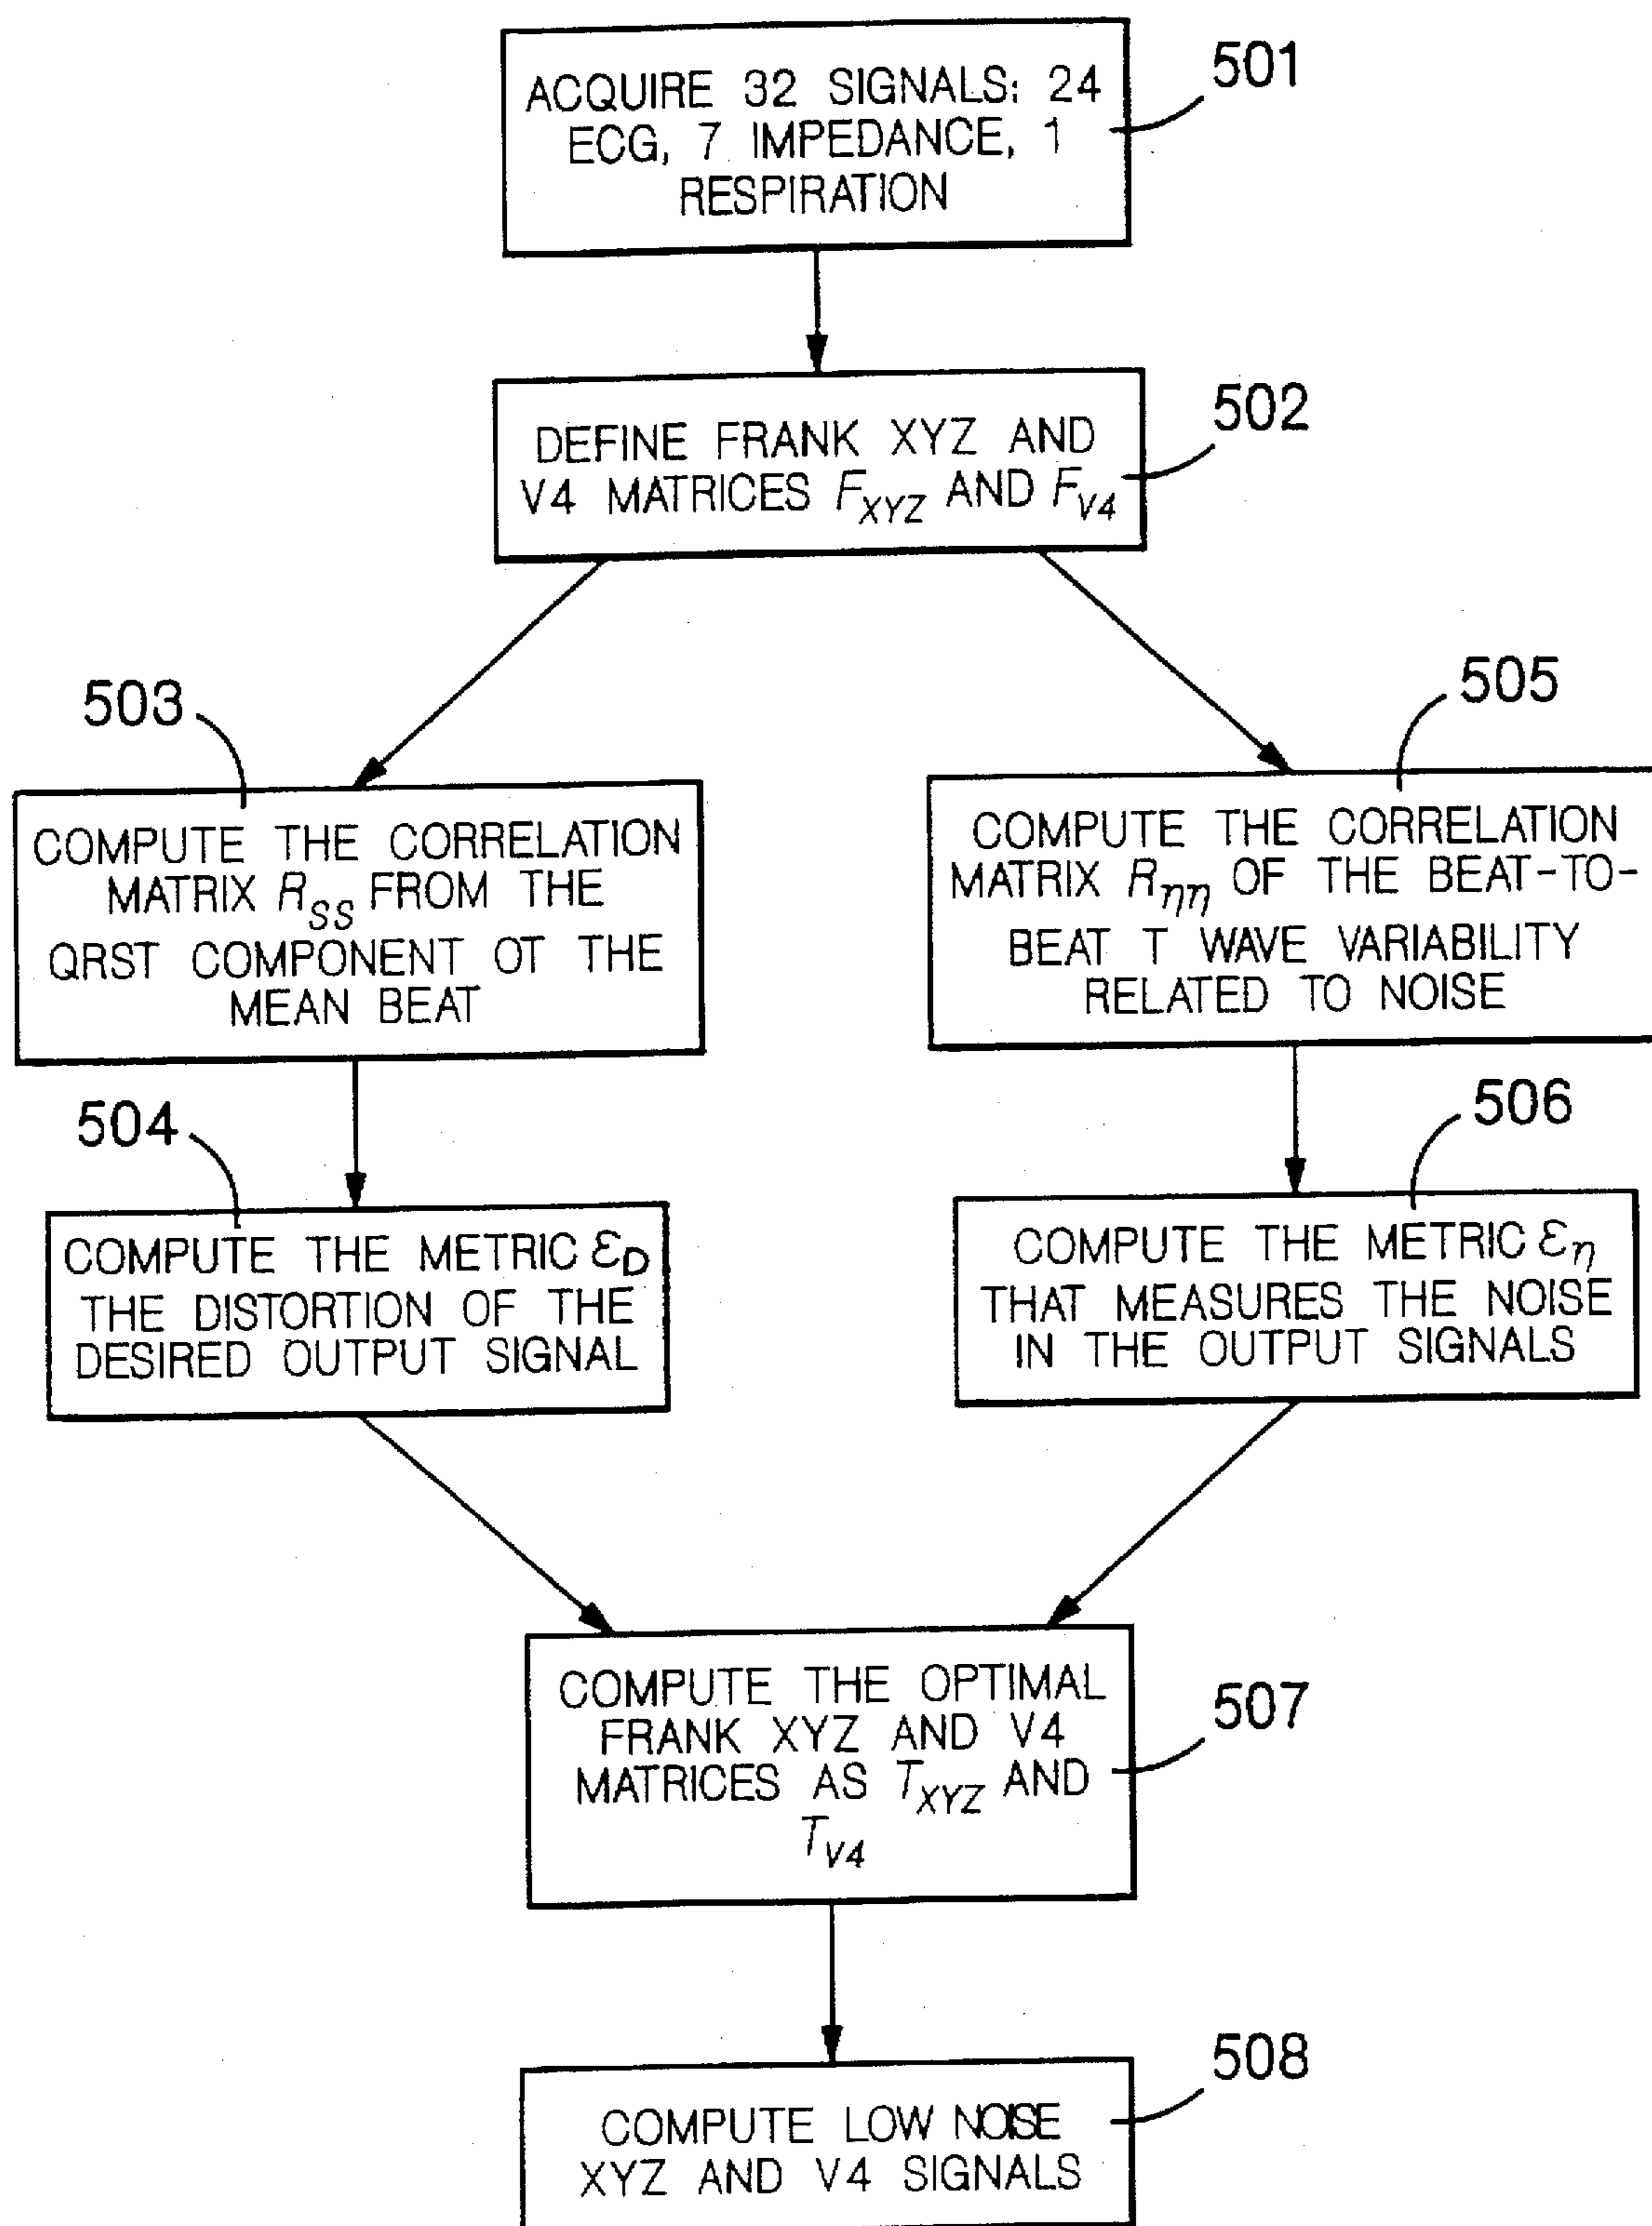 501
ACQUIRE 32 SIGNALS: 24
ECG, 7 IMPEDANCE, 1
RESPIRATION
502
DEFINE FRANK XYZ AND
V4 MATRICES F_XYZ AND F_V4
503
COMPUTE THE CORRELATION
MATRIX R_SS FROM THE
QRST COMPONENT OT THE
MEAN BEAT
505
COMPUTE THE CORRELATION
MATRIX R_ηη OF THE BEAT-TO-
BEAT T WAVE VARIABILITY
RELATED TO NOISE
504
COMPUTE THE METRIC ε_D
THE DISTORTION OF THE
DESIRED OUTPUT SIGNAL
506
COMPUTE THE METRIC ε_η
THAT MEASURES THE NOISE
IN THE OUTPUT SIGNALS
507
COMPUTE THE OPTIMAL
FRANK XYZ AND V4
MATRICES AS T_XYZ AND
T_V4
508
COMPUTE LOW NOISE
XYZ AND V4 SIGNALS